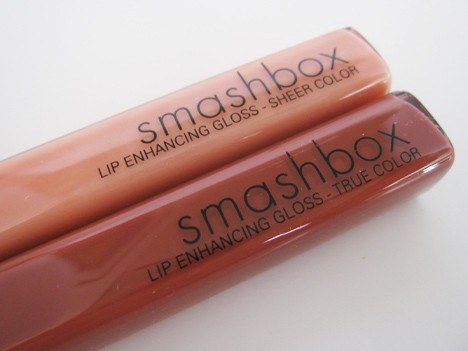 smashbox
LIP ENHANCING GLOSS - SHEER COLOR
smashbox
LIP ENHANCING GLOSS - TRUE COLOR